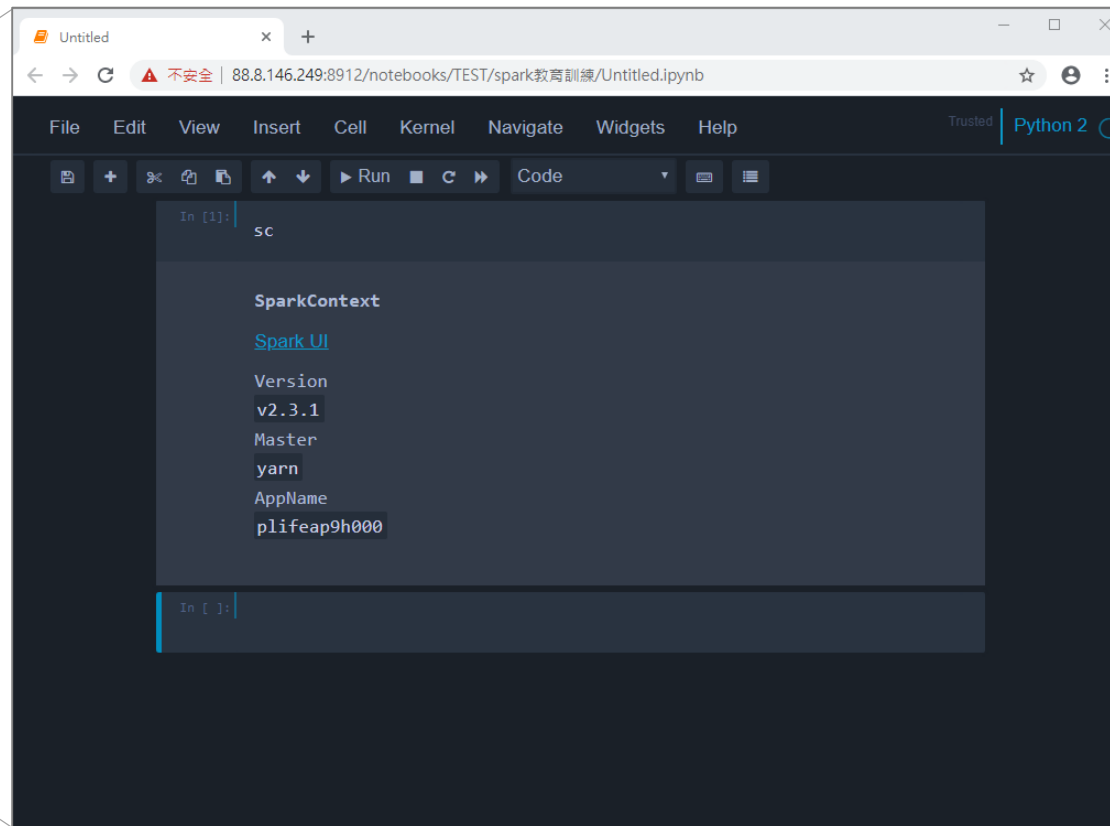 Untitled
不安全 | 88.8.146.249:8912/notebooks/TEST/spark教育訓練/Untitled.ipynb
File Edit View Insert Cell Kernel Navigate Widgets Help Trusted Python 2
Run Code
In [1]: sc
SparkContext
Spark UI
Version
v2.3.1
Master
yarn
AppName
plifeap9h000
In [ ]: